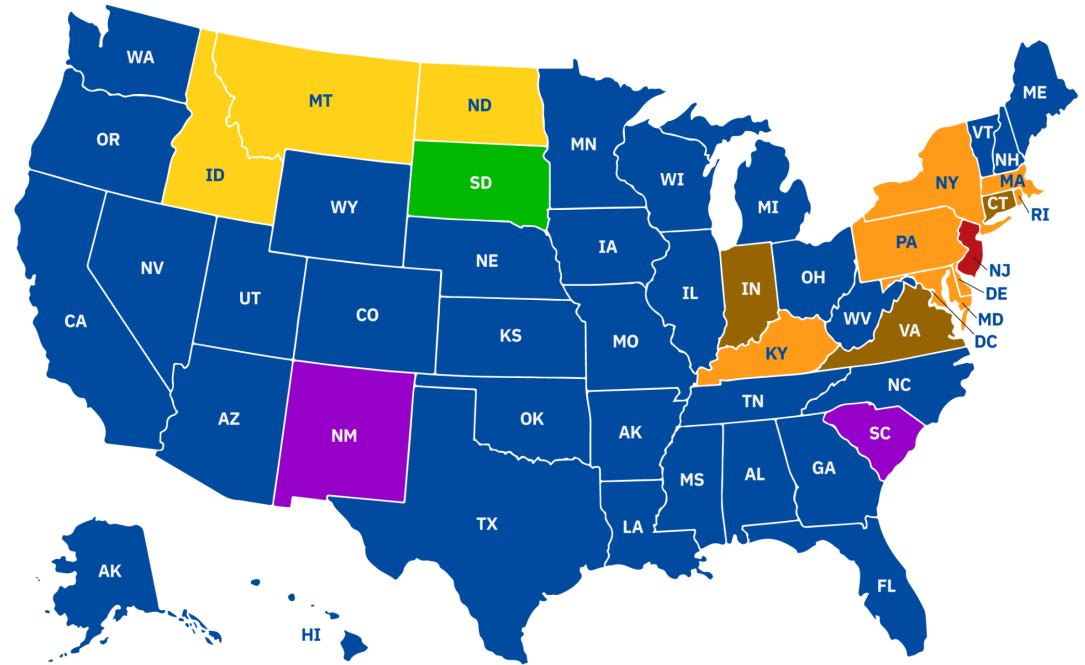 WA
MT
ND
ME
OR
MN
VT
NH
ID
SD
WI
NY
MA
WY
MI
CT
RI
IA
PA
NE
NV
OH
NJ
UT
IL
IN
DE
CO
WV
MD
CA
KS
MO
VA
DC
KY
NC
TN
AZ
OK
NM
AK
SC
GA
MS
AL
TX
LA
AK
FL
HI